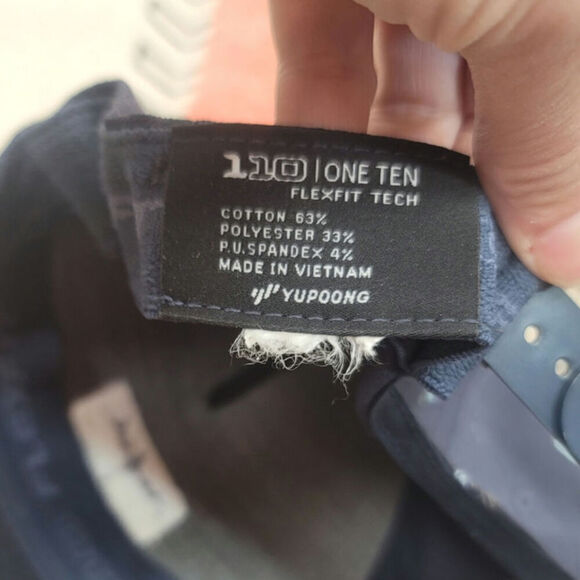 110 | ONE TEN
FLEXFIT TECH
COTTON 63%
POLYESTER 33%
P.U.SPANDEX 4%
MADE IN VIETNAM
YUPOONG